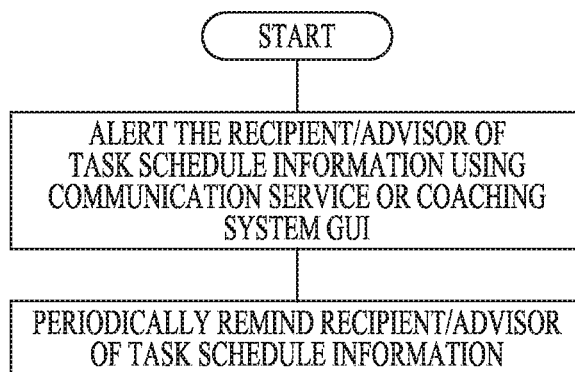 START
ALERT THE RECIPIENT/ADVISOR OF
TASK SCHEDULE INFORMATION USING
COMMUNICATION SERVICE OR COACHING
SYSTEM GUI
PERIODICALLY REMIND RECIPIENT/ADVISOR
OF TASK SCHEDULE INFORMATION